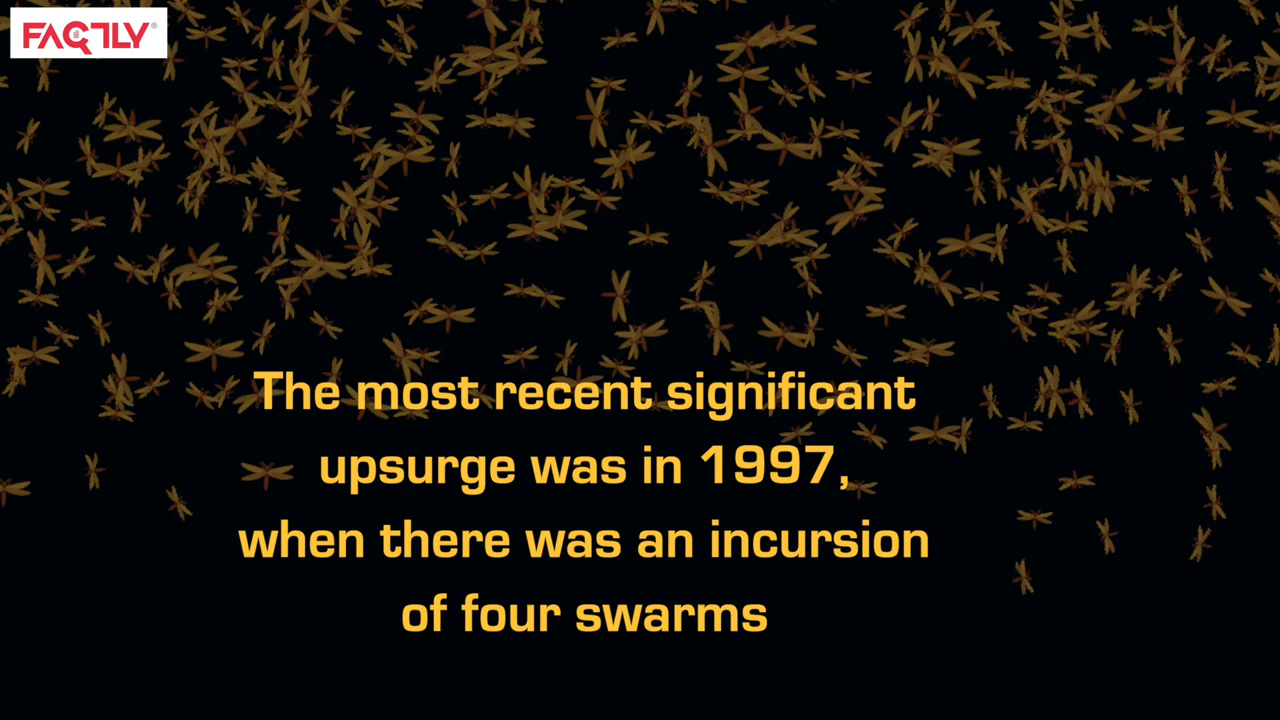 FACTLY®
The most recent significant
upsurge was in 1997,
when there was an incursion
of four swarms